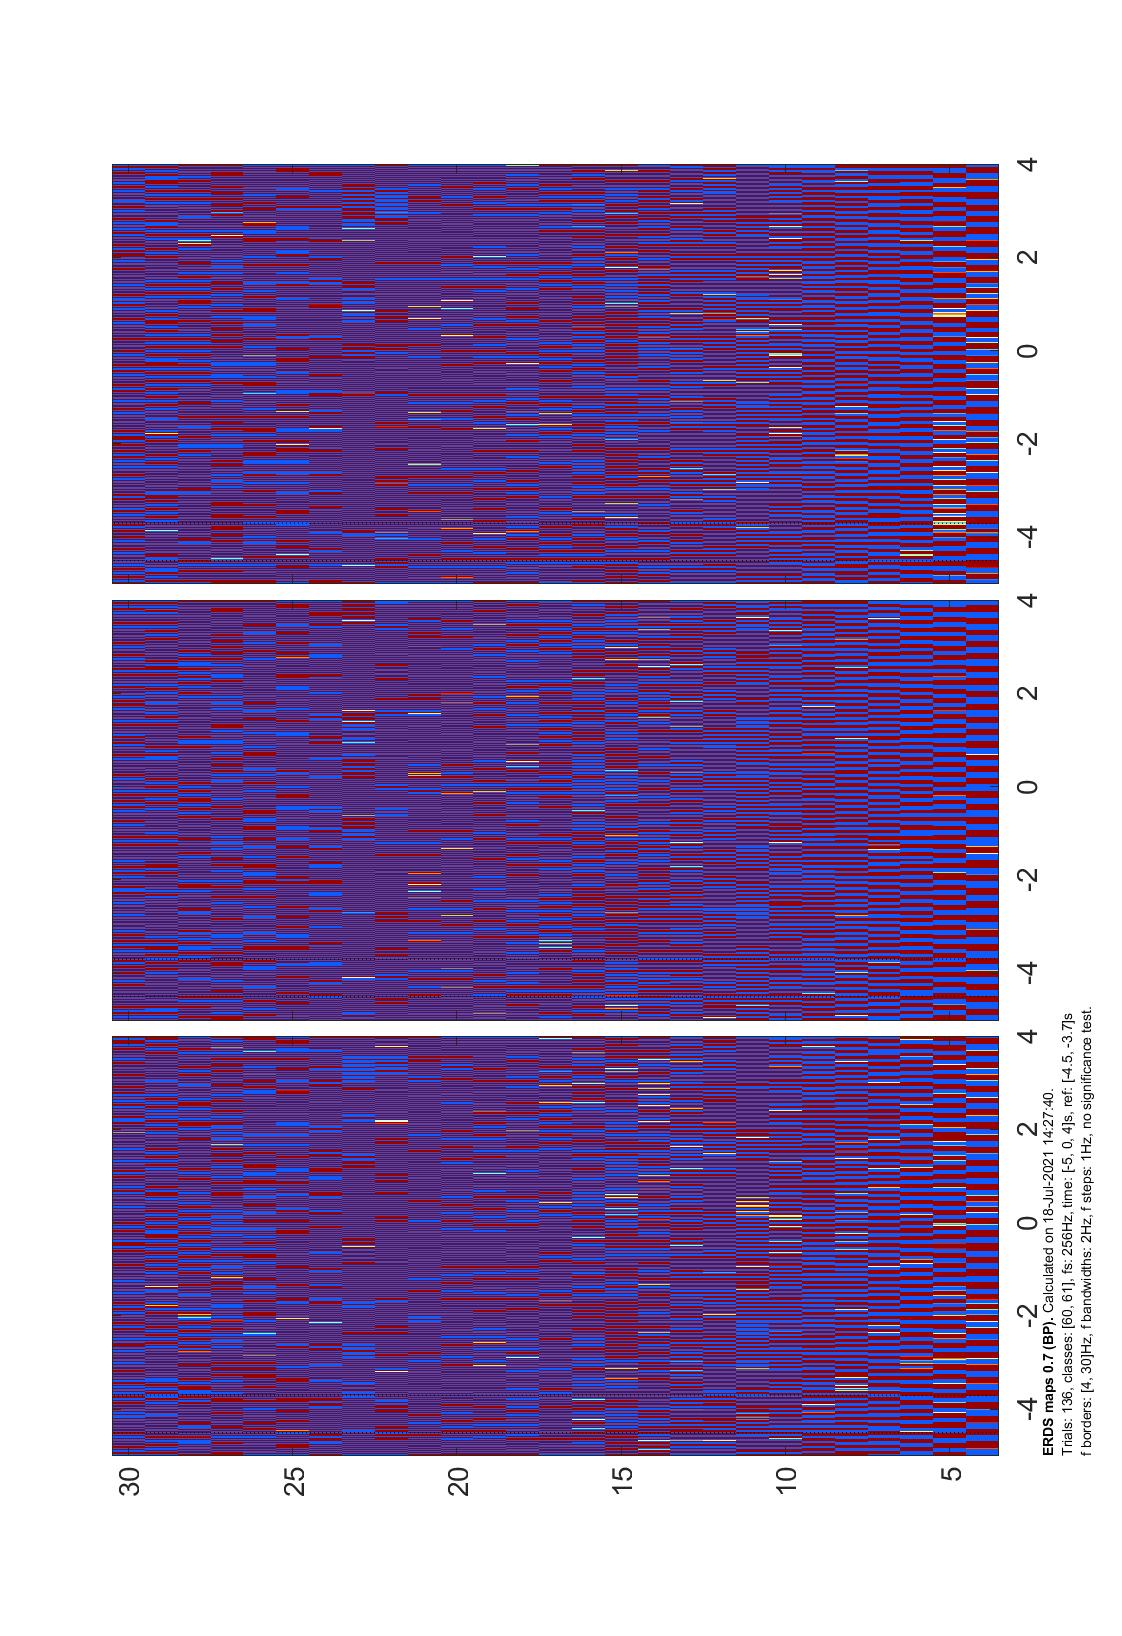 30
25
20
15
10
5
-4 -2 0 2 4 -4 -2 0 2 4 -4 -2 0 2 4
ERDS maps 0.7 (BP). Calculated on 18-Jul-2021 14:27:40.
Trials: 136, classes: [60, 61], fs: 256Hz, time: [-5, 0, 4]s, ref: [-4.5, -3.7]s
f borders: [4, 30]Hz, f bandwidths: 2Hz, f steps: 1Hz, no significance test.